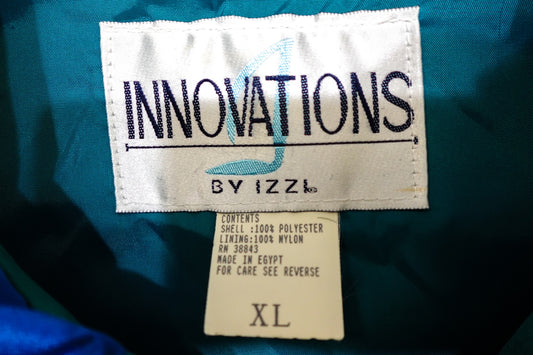 INNOVATIONS
BY IZZI®
CONTENTS
SHELL :100% POLYESTER
LINING:100% NYLON
RN 38843
MADE IN EGYPT
FOR CARE SEE REVERSE
XL